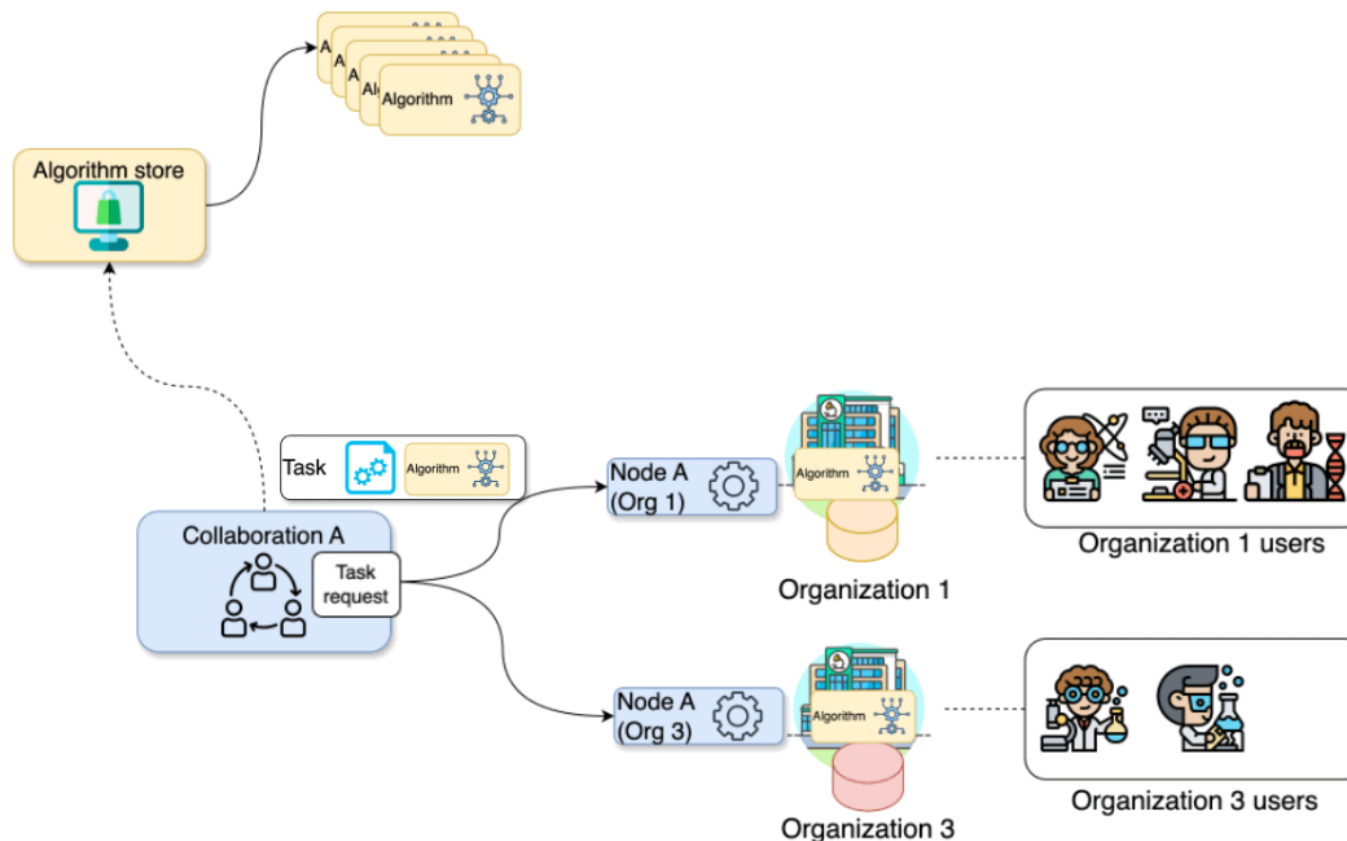 A
A
A
Al
Algorithm
Algorithm store
Task
Algorithm
Node A
(Org 1)
Algorithm
Organization 1
Organization 1 users
Collaboration A
Task
request
Node A
(Org 3)
Algorithm
Organization 3
Organization 3 users